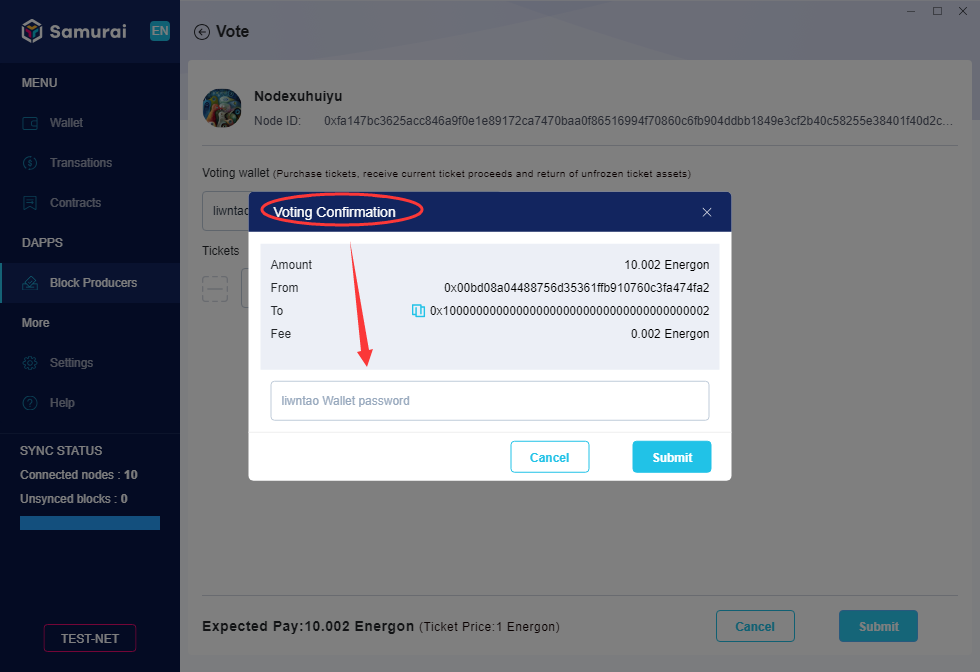 Samurai EN
Vote
MENU
Wallet
Transations
Contracts
DAPPS
Block Producers
More
Settings
Help
SYNC STATUS
Connected nodes : 10
Unsynced blocks : 0
TEST-NET
Nodexuhuiyu
Node ID: 0xfa147bc3625acc846a9f0e1e89172ca7470baa0f86516994f70860c6fb904ddbb1849e3cf2b40c58255e38401f40d2c...
Voting wallet (Purchase tickets, receive current ticket proceeds and return of unfrozen ticket assets)
liwntao
Tickets
Voting Confirmation
Amount 10.002 Energon
From 0x00bd08a04488756d35361ffb910760c3fa474fa2
To 0x1000000000000000000000000000000000000002
Fee 0.002 Energon
liwntao Wallet password
Cancel Submit
Expected Pay:10.002 Energon (Ticket Price:1 Energon)
Cancel Submit